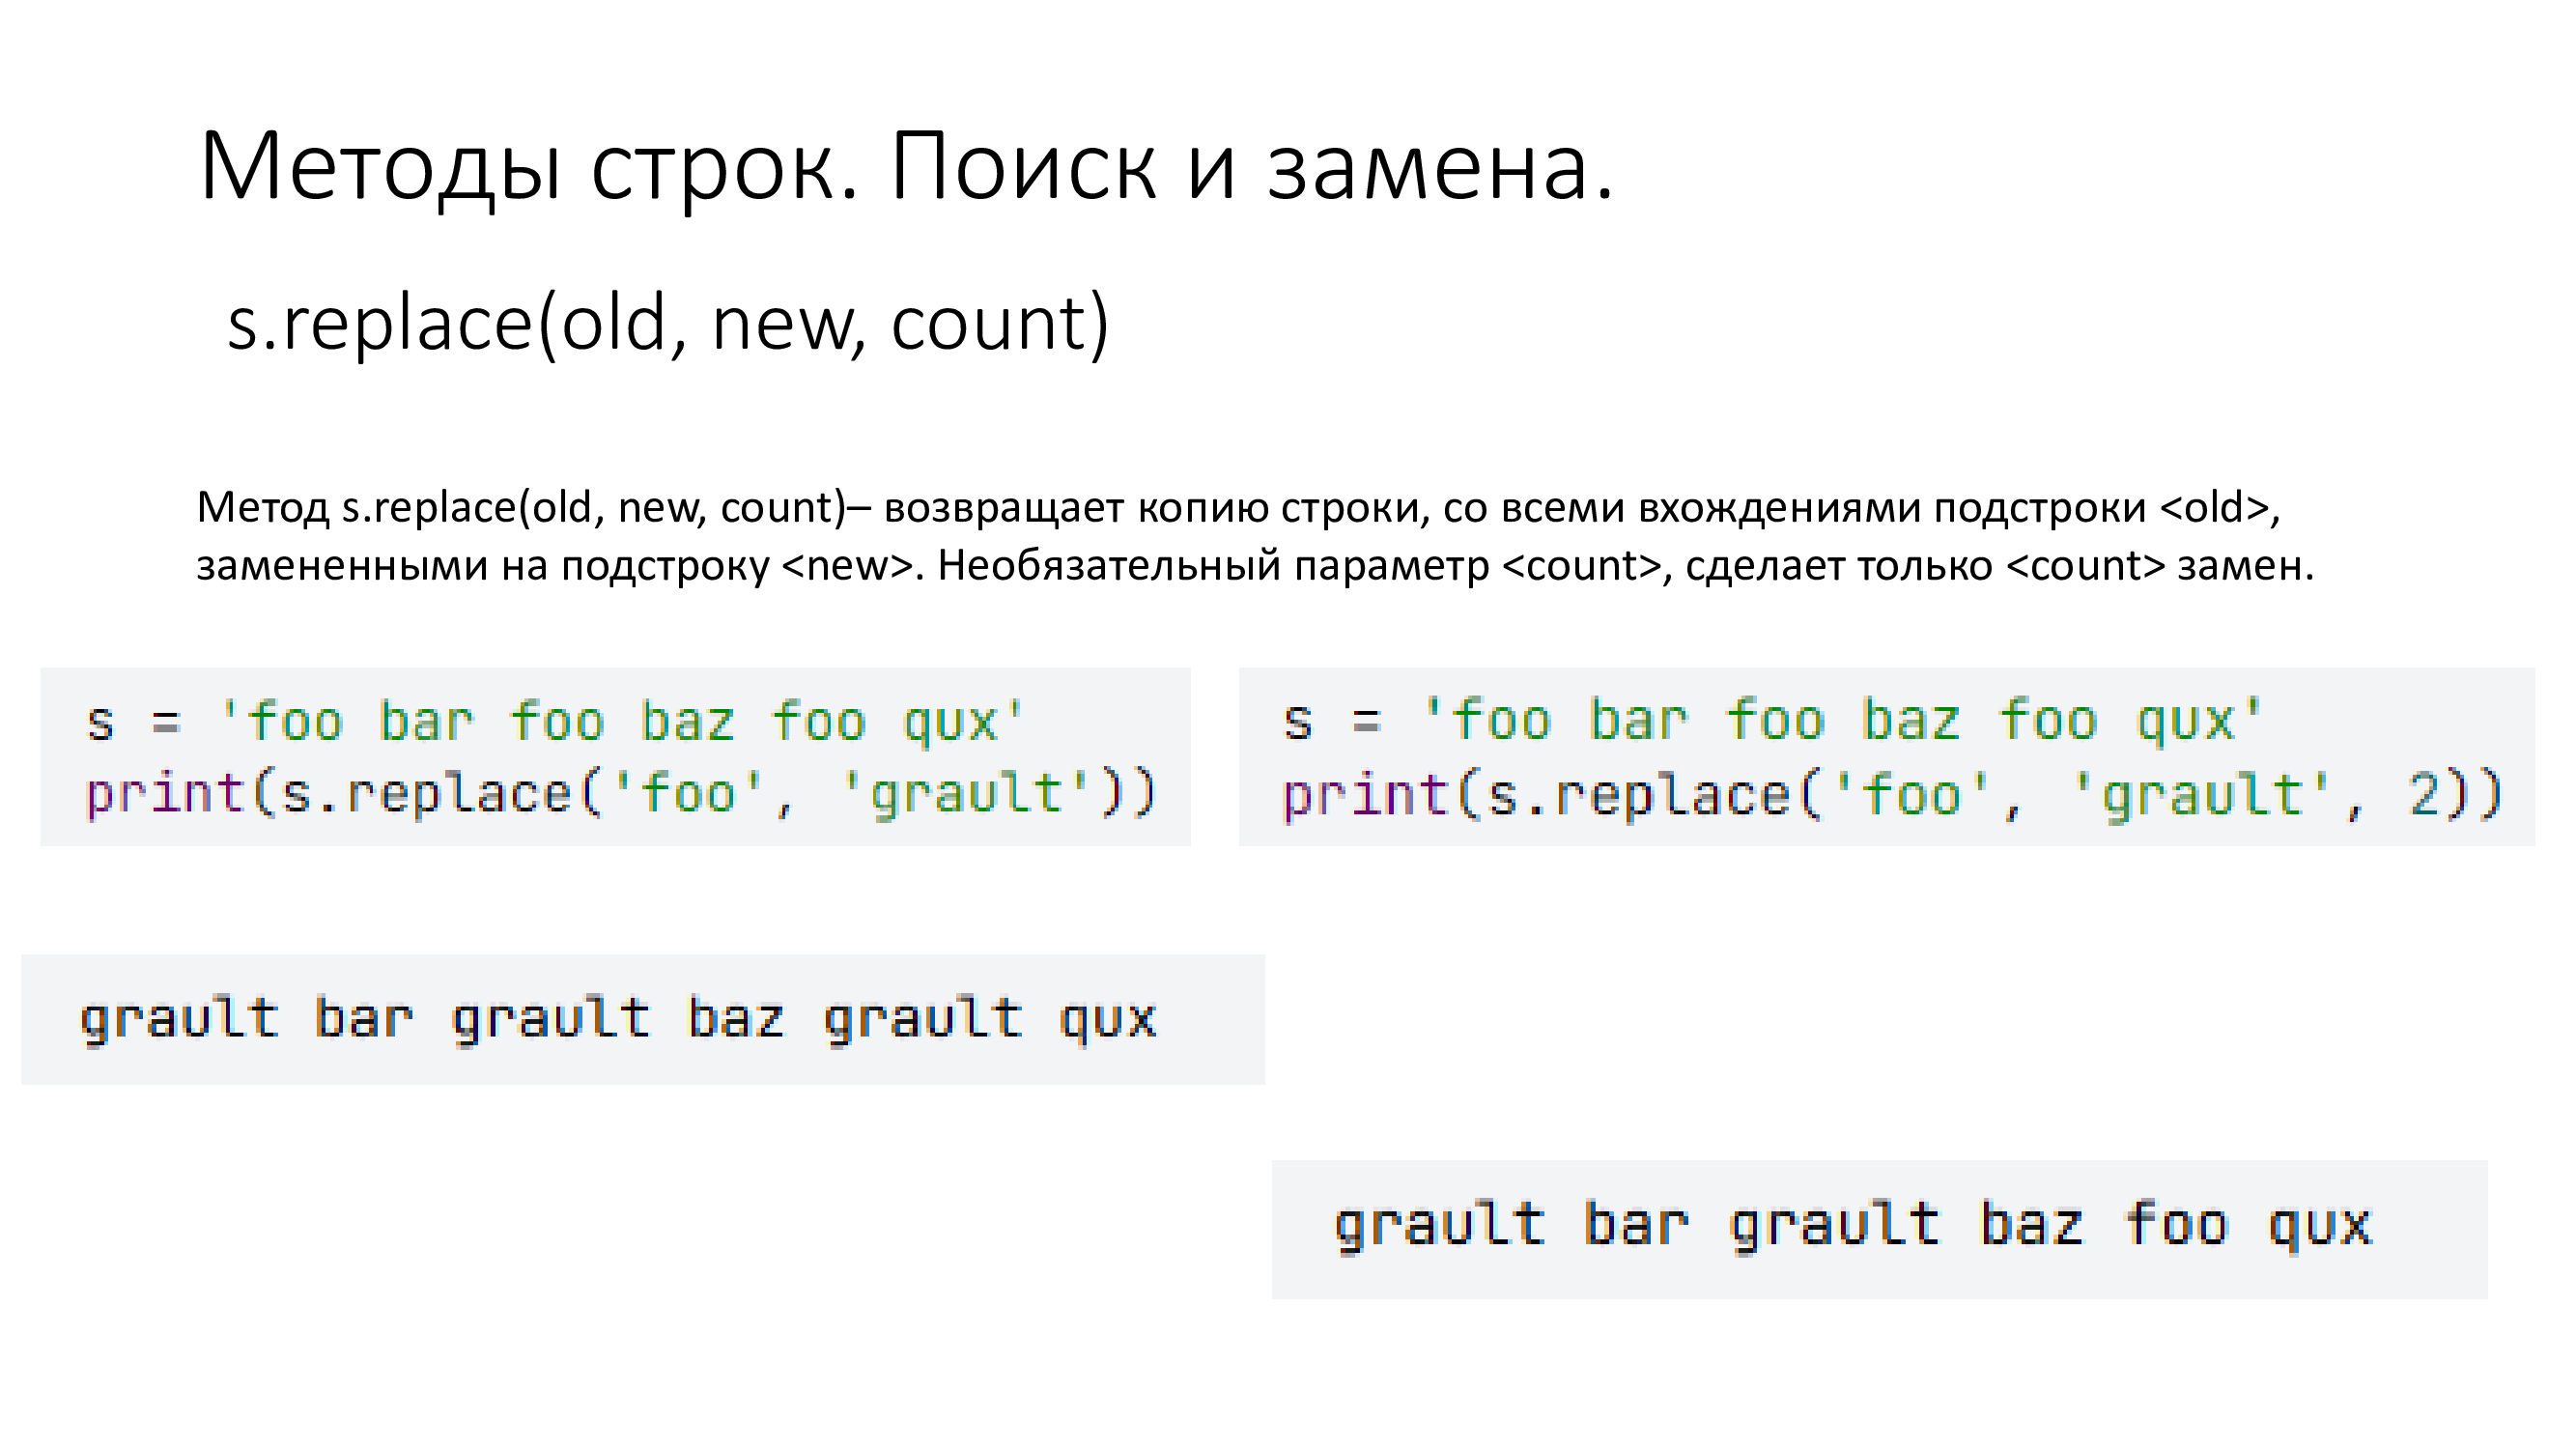 Методы строк. Поиск и замена.
s.replace(old, new, count)
Метод s.replace(old, new, count)– возвращает копию строки, со всеми вхождениями подстроки <old>,
замененными на подстроку <new>. Необязательный параметр <count>, сделает только <count> замен.
s = 'foo bar foo baz foo qux'
print(s.replace('foo', 'grault'))
s = 'foo bar foo baz foo qux'
print(s.replace('foo', 'grault', 2))
grault bar grault baz grault qux
grault bar grault baz foo qux